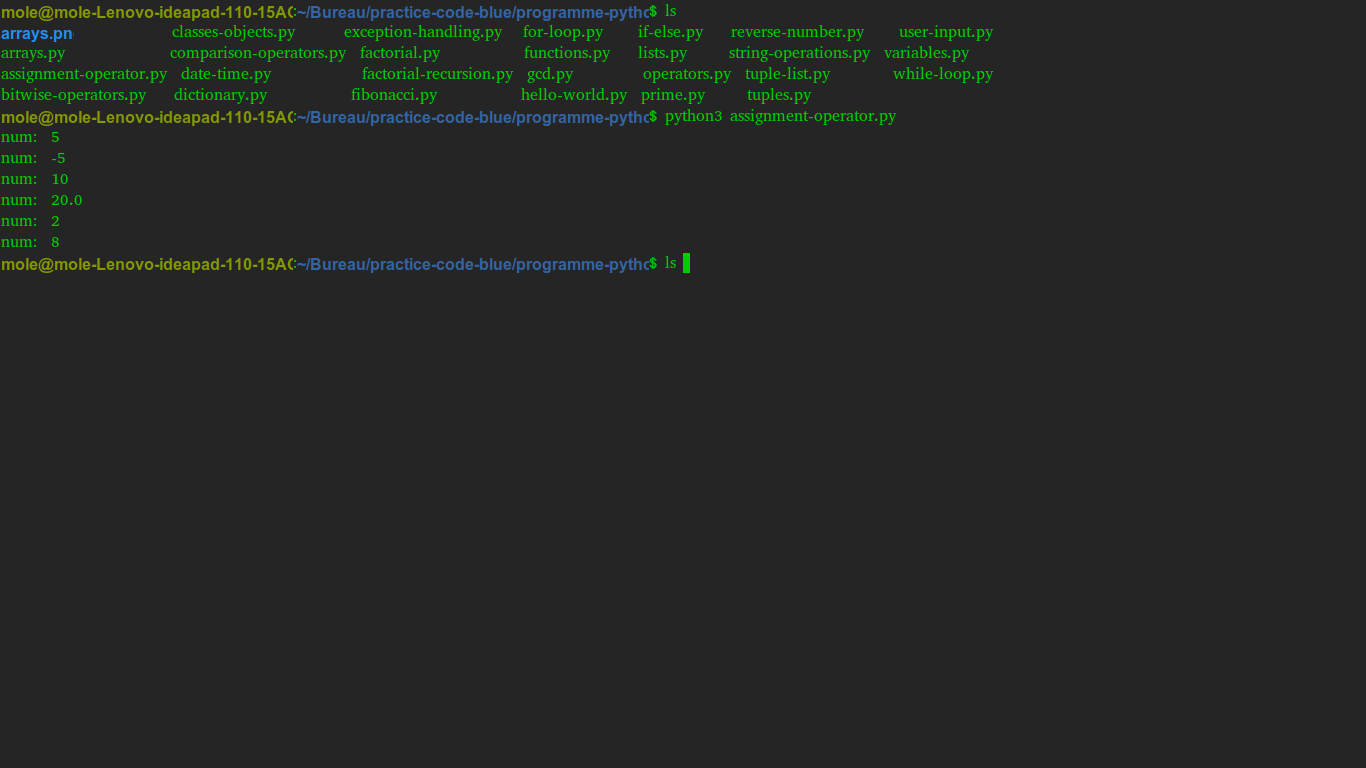 mole@mole-Lenovo-ideapad-110-15AC:~/Bureau/practice-code-blue/programme-pytho$ ls
arrays.pn classes-objects.py exception-handling.py for-loop.py if-else.py reverse-number.py user-input.py
arrays.py comparison-operators.py factorial.py functions.py lists.py string-operations.py variables.py
assignment-operator.py date-time.py factorial-recursion.py gcd.py operators.py tuple-list.py while-loop.py
bitwise-operators.py dictionary.py fibonacci.py hello-world.py prime.py tuples.py
mole@mole-Lenovo-ideapad-110-15AC:~/Bureau/practice-code-blue/programme-pytho$ python3 assignment-operator.py
num: 5
num: -5
num: 10
num: 20.0
num: 2
num: 8
mole@mole-Lenovo-ideapad-110-15AC:~/Bureau/practice-code-blue/programme-pytho$ ls